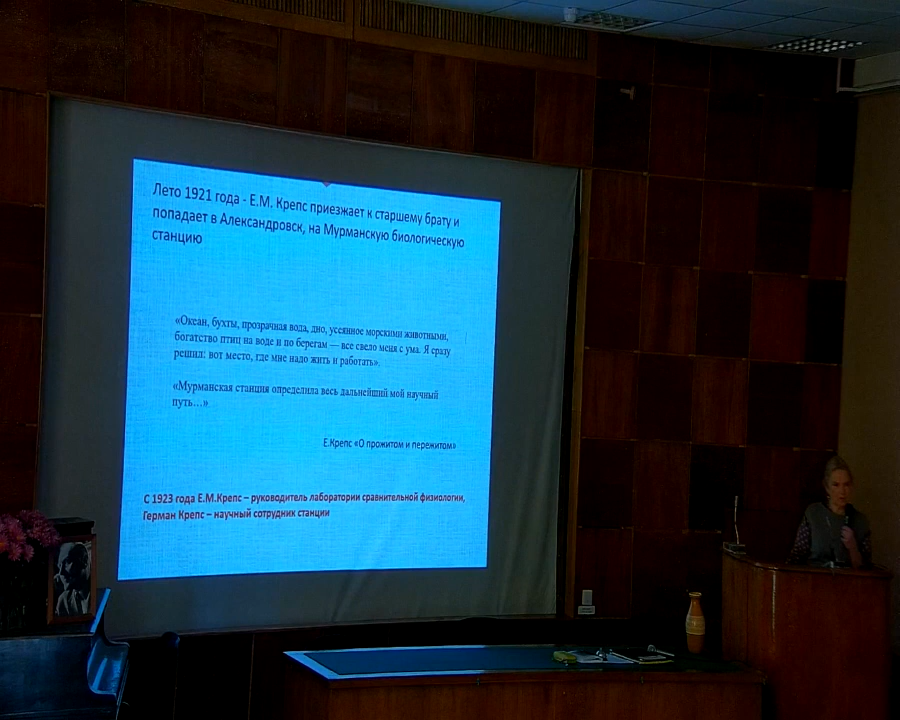 Лето 1921 года - Е.М. Крепс приезжает к старшему брату и
попадает в Александровск, на Мурманскую биологическую
станцию
«Океан, бухты, прозрачная вода, дно, усеянное морскими животными,
богатство птиц на воде и по берегам — все свело меня с ума. Я сразу
решил: вот место, где мне надо жить и работать».
«Мурманская станция определила весь дальнейший мой научный
путь...»
Е.Крепс «О прожитом и пережитом»
С 1923 года Е.М.Крепс – руководитель лаборатории сравнительной физиологии,
Герман Крепс – научный сотрудник станции